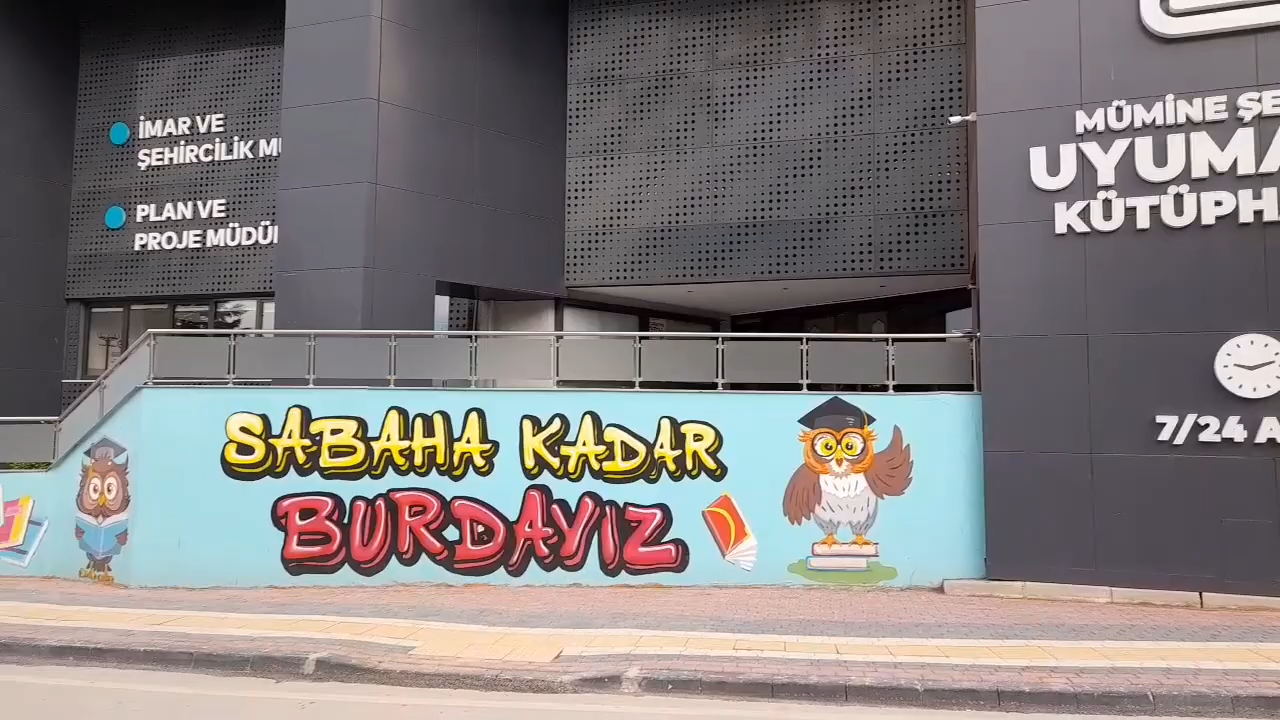 İMAR VE
ŞEHİRCİLİK
PLAN VE
PROJE
MÜMİNE
UYUMA
KÜTÜPH
7/24 A
SABAHA KADAR
BURDAYIZ